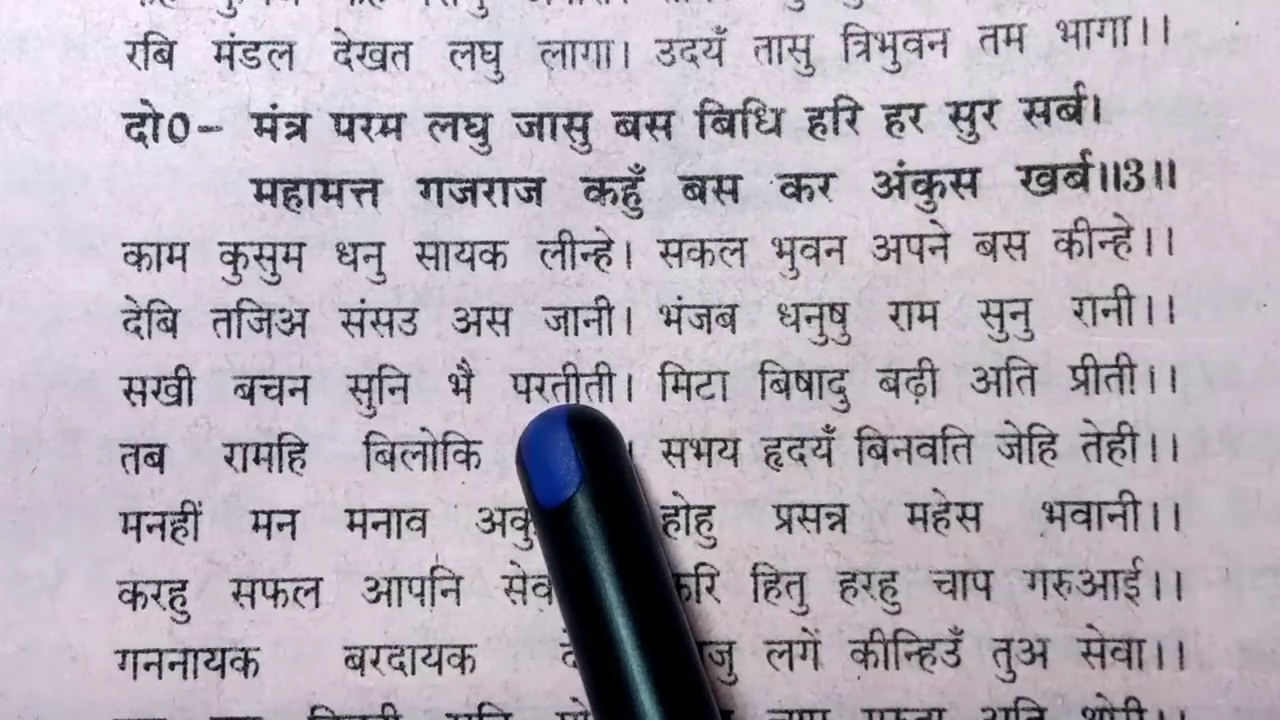 रबि मंडल देखत लघु लागा। उदयँ तासु त्रिभुवन तम भागा।।
दो0- मंत्र परम लघु जासु बस बिधि हरि हर सुर सर्ब।
महामत्त गजराज कहुँ बस कर अंकुस खर्ब॥3॥
काम कुसुम धनु सायक लीन्हे। सकल भुवन अपने बस कीन्हे।।
देबि तजिअ संसउ अस जानी। भंजब धनुषु राम सुनु रानी।।
सखी बचन सुनि भै परतीती। मिटा बिषादु बढ़ी अति प्रीती।।
तब रामहि बिलोकि । सभय हृदयँ बिनवति जेहि तेही।।
मनहीं मन मनाव होहु प्रसन्न महेस भवानी।।
करहु सफल आपनि हितु हरहु चाप गरुआई।।
गननायक बरदायक लगें कीन्हिउँ तुअ सेवा।।